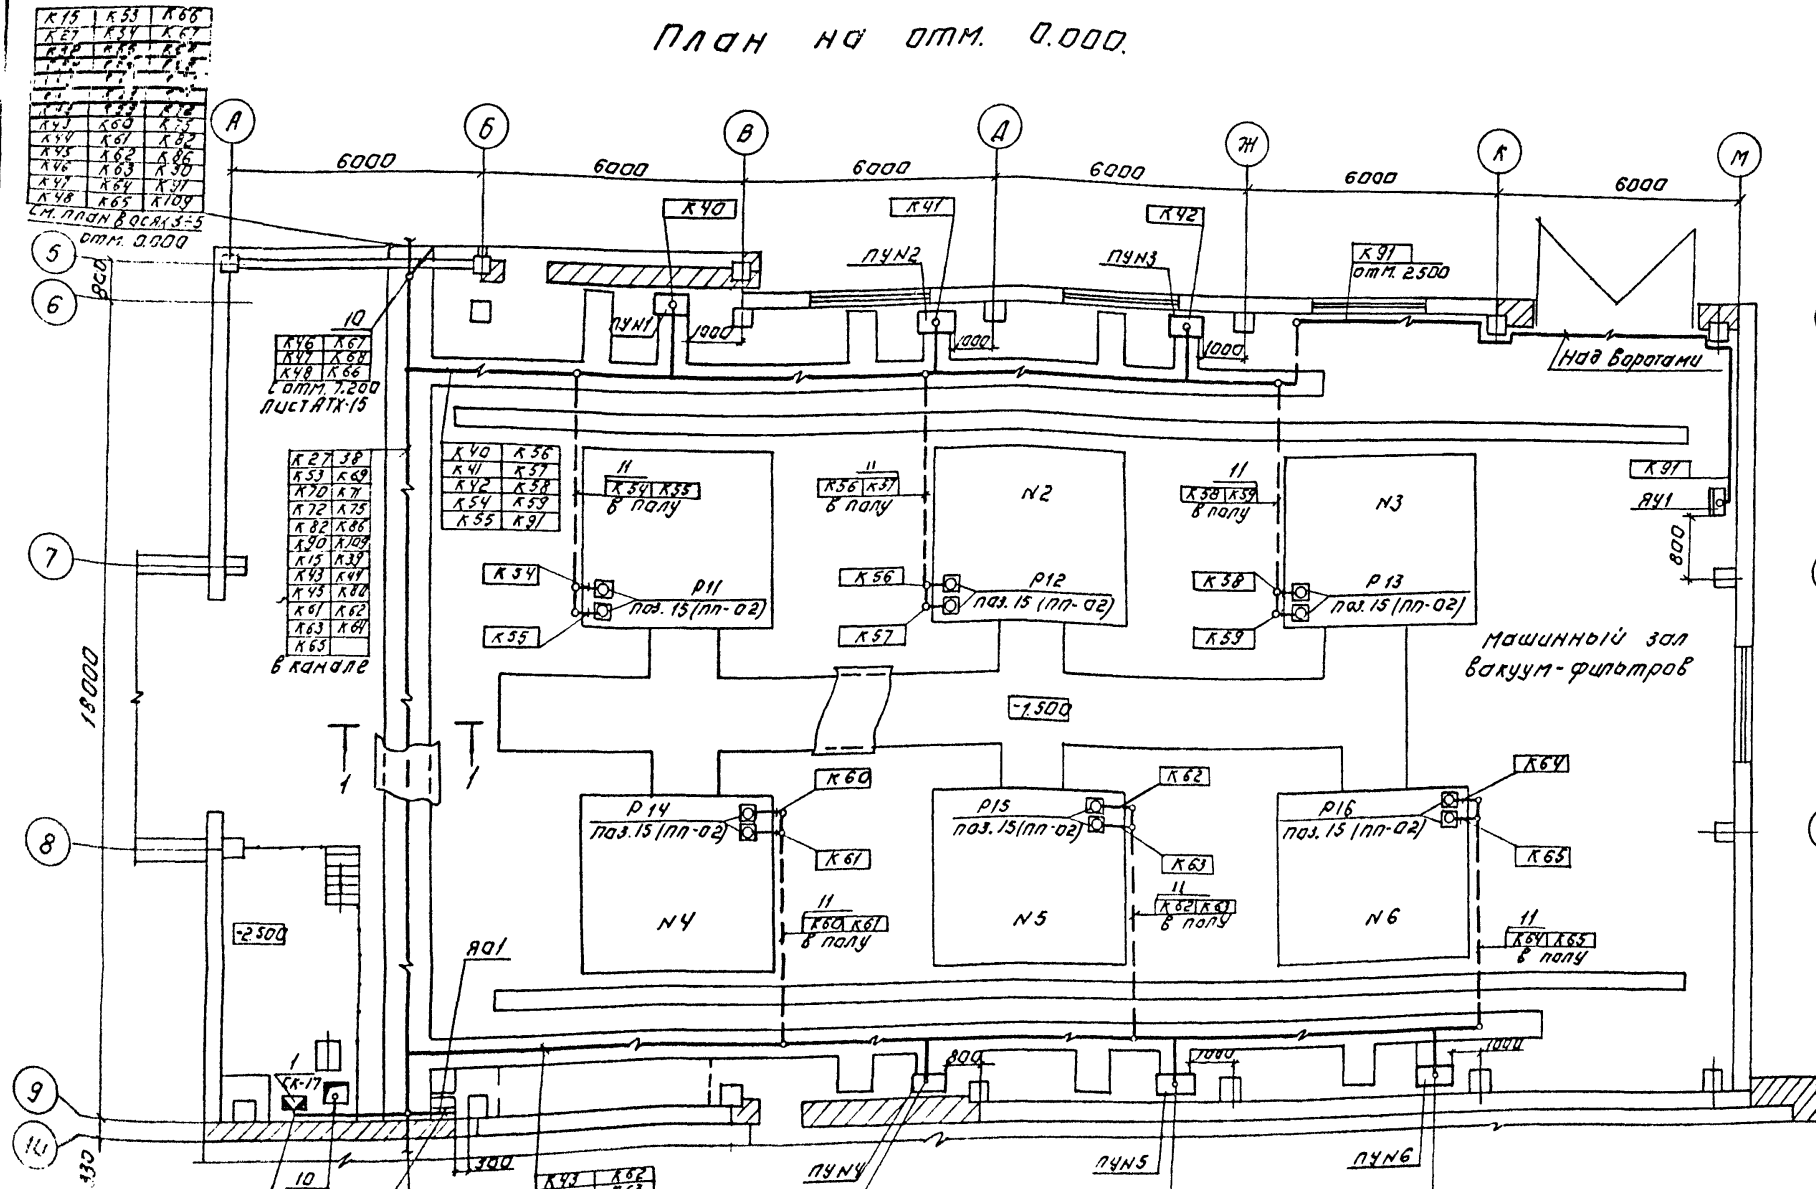 План на отм. 0.000.
К15 К53 К66
К27 К54 К67
К43 К60 К75
К44 К61 К82
К45 К62 К86
К46 К63 К90
К47 К64 К91
К48 К65 К109
См. план в осях 3-5
отм. 0.000
А Б В Д Ж К М
6000 6000 6000 6000 6000 6000
К40
К41
К42
К91
отм. 2.500
ПУN1
ПУN2
ПУN3
1000
1000
1000
Над воротами
5
6
800
10
К46 К67
К47 К68
К48 К66
с отм. 7.200
лист АТХ-15
К27 38
К53 К69
К70 К71
К72 К75
К82 К86
К90 К109
К15 К39
К43 К44
К45 К80
К61 К62
К63 К64
К65
в канале
К40 К56
К41 К57
К42 К58
К54 К59
К55 К91
11
К54 К55
в полу
11
К56 К57
в полу
11
К58 К59
в полу
N2
N3
К91
ЯУ1
800
7
К54
К55
Р11
поз. 15 (пп-02)
К56
К57
Р12
поз. 15 (пп-02)
К58
К59
Р13
поз. 15 (пп-02)
Машинный зал
вакуум-фильтров
18000
-1.500
1 1
К60
К62
К64
Р14
поз. 15 (пп-02)
Р15
поз. 15 (пп-02)
Р16
поз. 15 (пп-02)
К61
К63
К65
8
-2.500
N4
N5
N6
11
К60 К61
в полу
11
К62 К63
в полу
11
К64 К65
в полу
ЯО1
800
1000
1000
1
СК-17
9
14
330
10
300
К43 К62
ПУN4
ПУN5
ПУN6